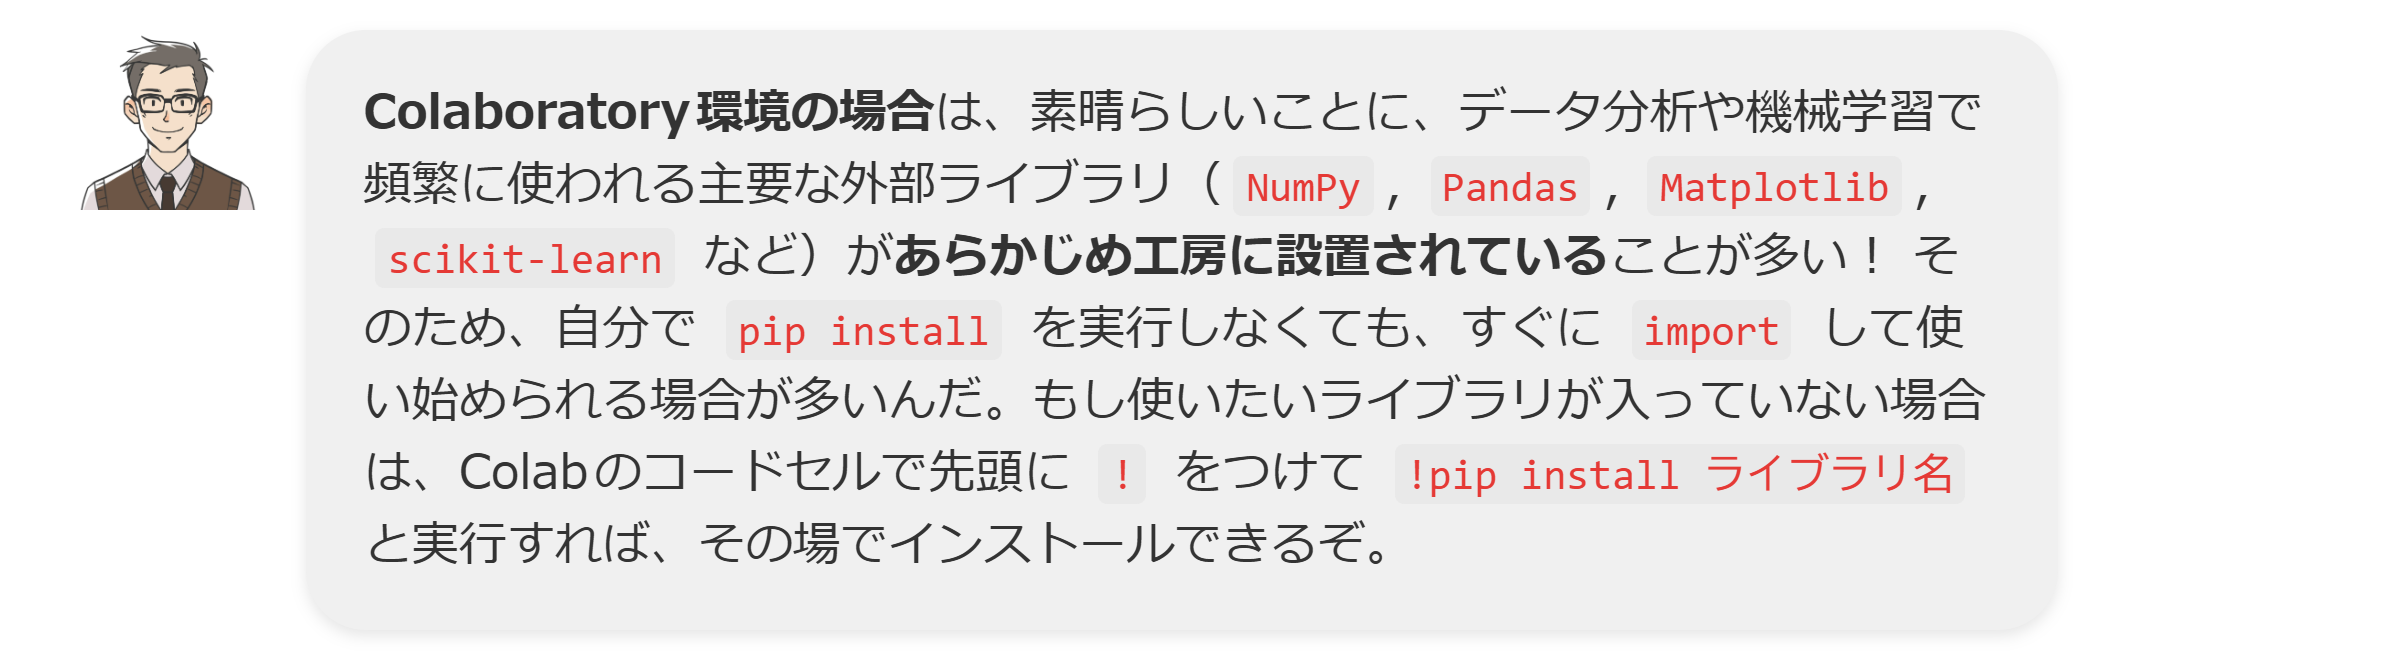 Colaboratory環境の場合は、素晴らしいことに、データ分析や機械学習で
頻繁に使われる主要な外部ライブラリ（ NumPy , Pandas , Matplotlib ,
scikit-learn など）があらかじめ工房に設置されていることが多い！ そ
のため、自分で pip install を実行しなくても、すぐに import して使
い始められる場合が多いんだ。もし使いたいライブラリが入っていない場合
は、Colabのコードセルで先頭に ! をつけて !pip install ライブラリ名
と実行すれば、その場でインストールできるぞ。